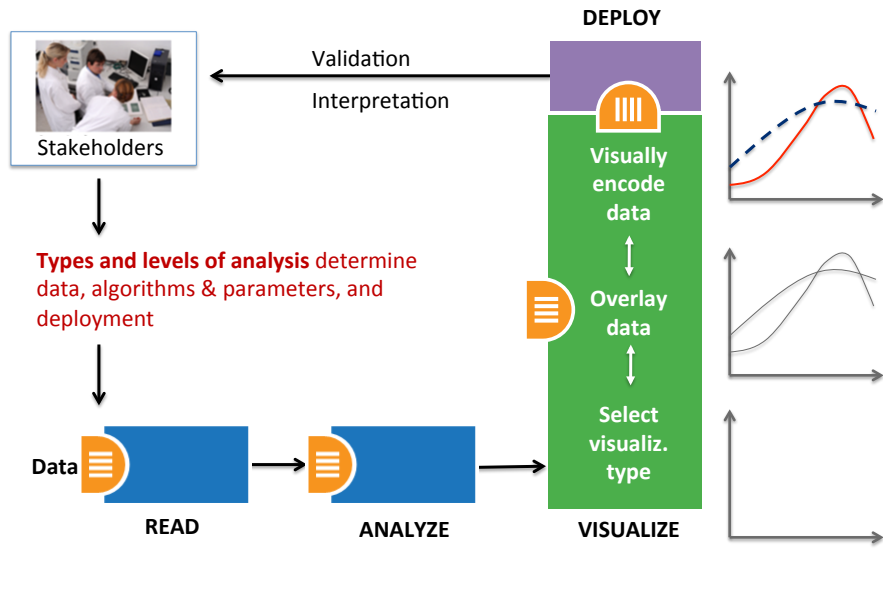 DEPLOY
Validation
Interpretation
Stakeholders
Types and levels of analysis determine
data, algorithms & parameters, and
deployment
Visually
encode
data
Overlay
data
Select
visualiz.
type
Data
READ
ANALYZE
VISUALIZE